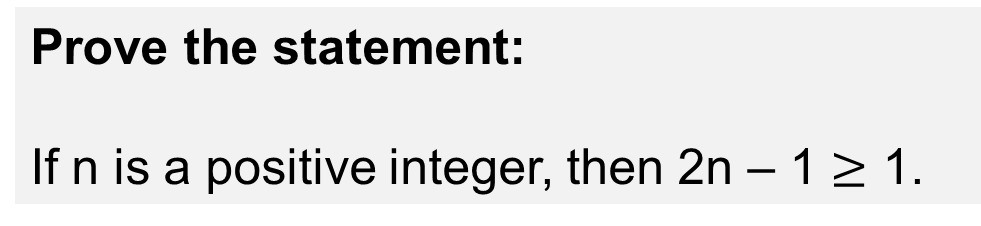 Prove the statement:
If n is a positive integer, then 2n – 1 ≥ 1.